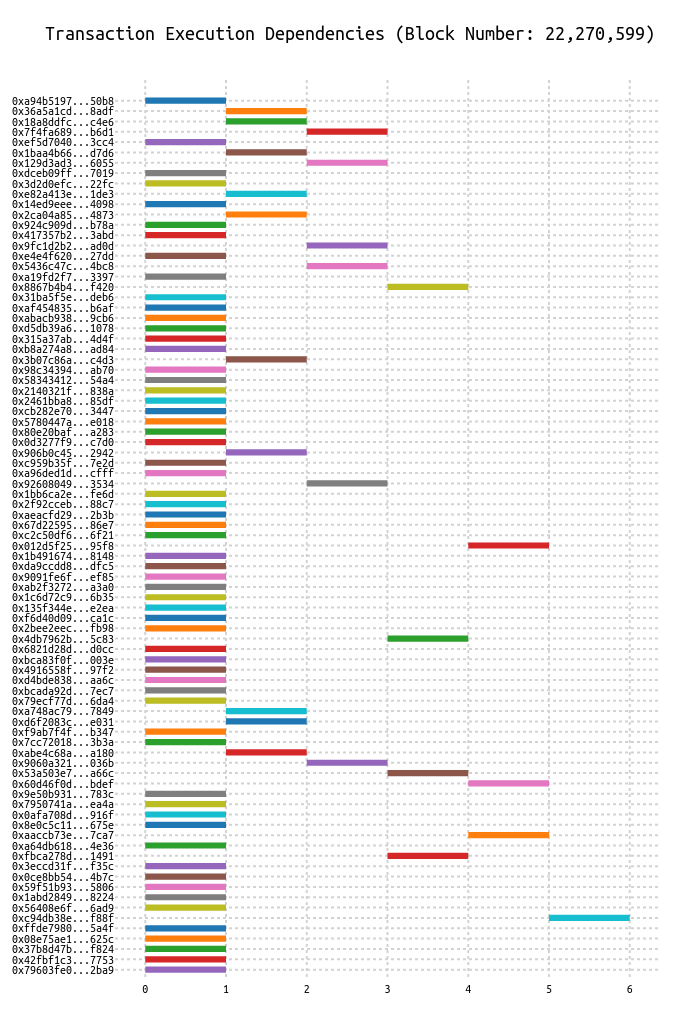 Transaction Execution Dependencies (Block Number: 22,270,599)
0xa94b5197...50b8
0x36a5a1cd...8adf
0x18a8ddfc...c4e6
0x7f4fa689...b6d1
0xef5d7040...3cc4
0x1baa4b66...d7d6
0x129d3ad3...6055
0xdceb09ff...7019
0x3d2d0efc...22fc
0xe82a413e...1de3
0x14ed9eee...4098
0x2ca04a85...4873
0x924c909d...b78a
0x417357b2...3abd
0x9fc1d2b2...ad0d
0xe4e4f620...27dd
0x5436c47c...4bc8
0xa19fd2f7...3397
0x8867b4b4...f420
0x31ba5f5e...deb6
0xaf454835...b6af
0xabacb938...9cb6
0xd5db39a6...1078
0x315a37ab...4d4f
0xb8a274a8...ad84
0x3b07c86a...c4d3
0x98c34394...ab70
0x58343412...54a4
0x2140321f...838a
0x2461bba8...85df
0xcb282e70...3447
0x5780447a...e018
0x80e20baf...a283
0x0d3277f9...c7d0
0x906b0c45...2942
0xc959b35f...7e2d
0xa96ded1d...cfff
0x92608049...3534
0x1bb6ca2e...fe6d
0x2f92cceb...88c7
0xaeacfd29...2b3b
0x67d22595...86e7
0xc2c50df6...6f21
0x012d5f25...95f8
0x1b491674...8148
0xda9ccdd8...dfc5
0x9091fe6f...ef85
0xab2f3272...a3a0
0x1c6d72c9...6b35
0x135f344e...e2ea
0xf6d40d09...ca1c
0x2bee2eec...fb98
0x4db7962b...5c83
0x6821d28d...d0cc
0xbca83f0f...003e
0x4916558f...97f2
0xd4bde838...aa6c
0xbcada92d...7ec7
0x79ecf77d...6da4
0xa748ac79...7849
0xd6f2083c...e031
0xf9ab7f4f...b347
0x7cc72018...3b3a
0xabe4c68a...a180
0x9060a321...036b
0x53a503e7...a66c
0x60d46f0d...bdef
0x9e50b931...783c
0x7950741a...ea4a
0x0afa708d...916f
0x8e0c5c11...675e
0xaaccb73e...7ca7
0xa64db618...4e36
0xfbca278d...1491
0x3eccd31f...f35c
0x0ce8bb54...4b7c
0x59f51b93...5806
0x1abd2849...8224
0x56408e6f...6ad9
0xc94db38e...f88f
0xffde7980...5a4f
0x08e75ae1...625c
0x37b8d47b...f824
0x42fbf1c3...7753
0x79603fe0...2ba9
0 1 2 3 4 5 6